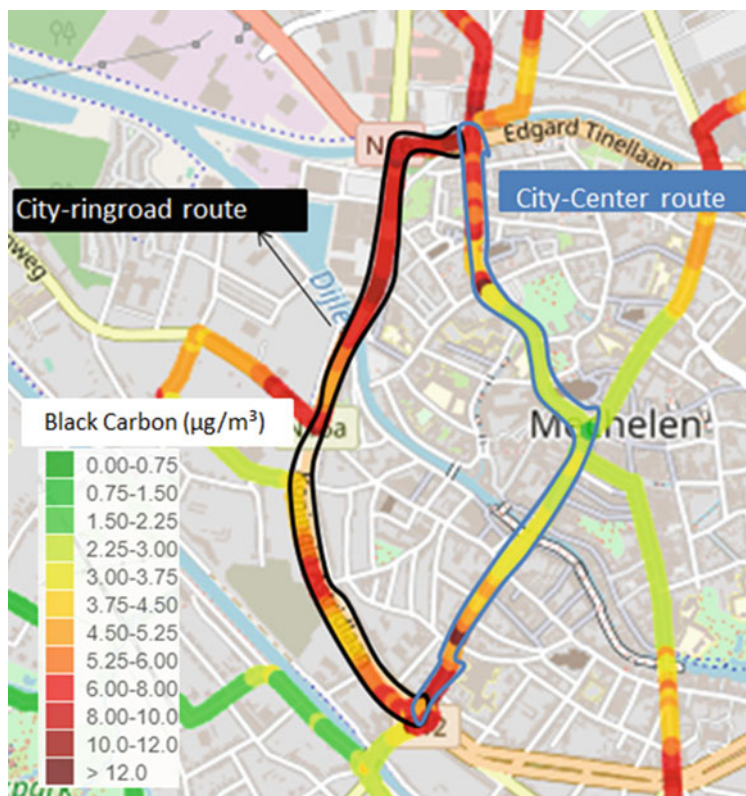 Edgard Tinellaan
N
City-ringroad route
City-Center route
nweg
Dijle
Black Carbon (µg/m³)
Mechelen
0.00-0.75
0.75-1.50
1.50-2.25
2.25-3.00
3.00-3.75
3.75-4.50
4.50-5.25
5.25-6.00
6.00-8.00
8.00-10.0
10.0-12.0
> 12.0